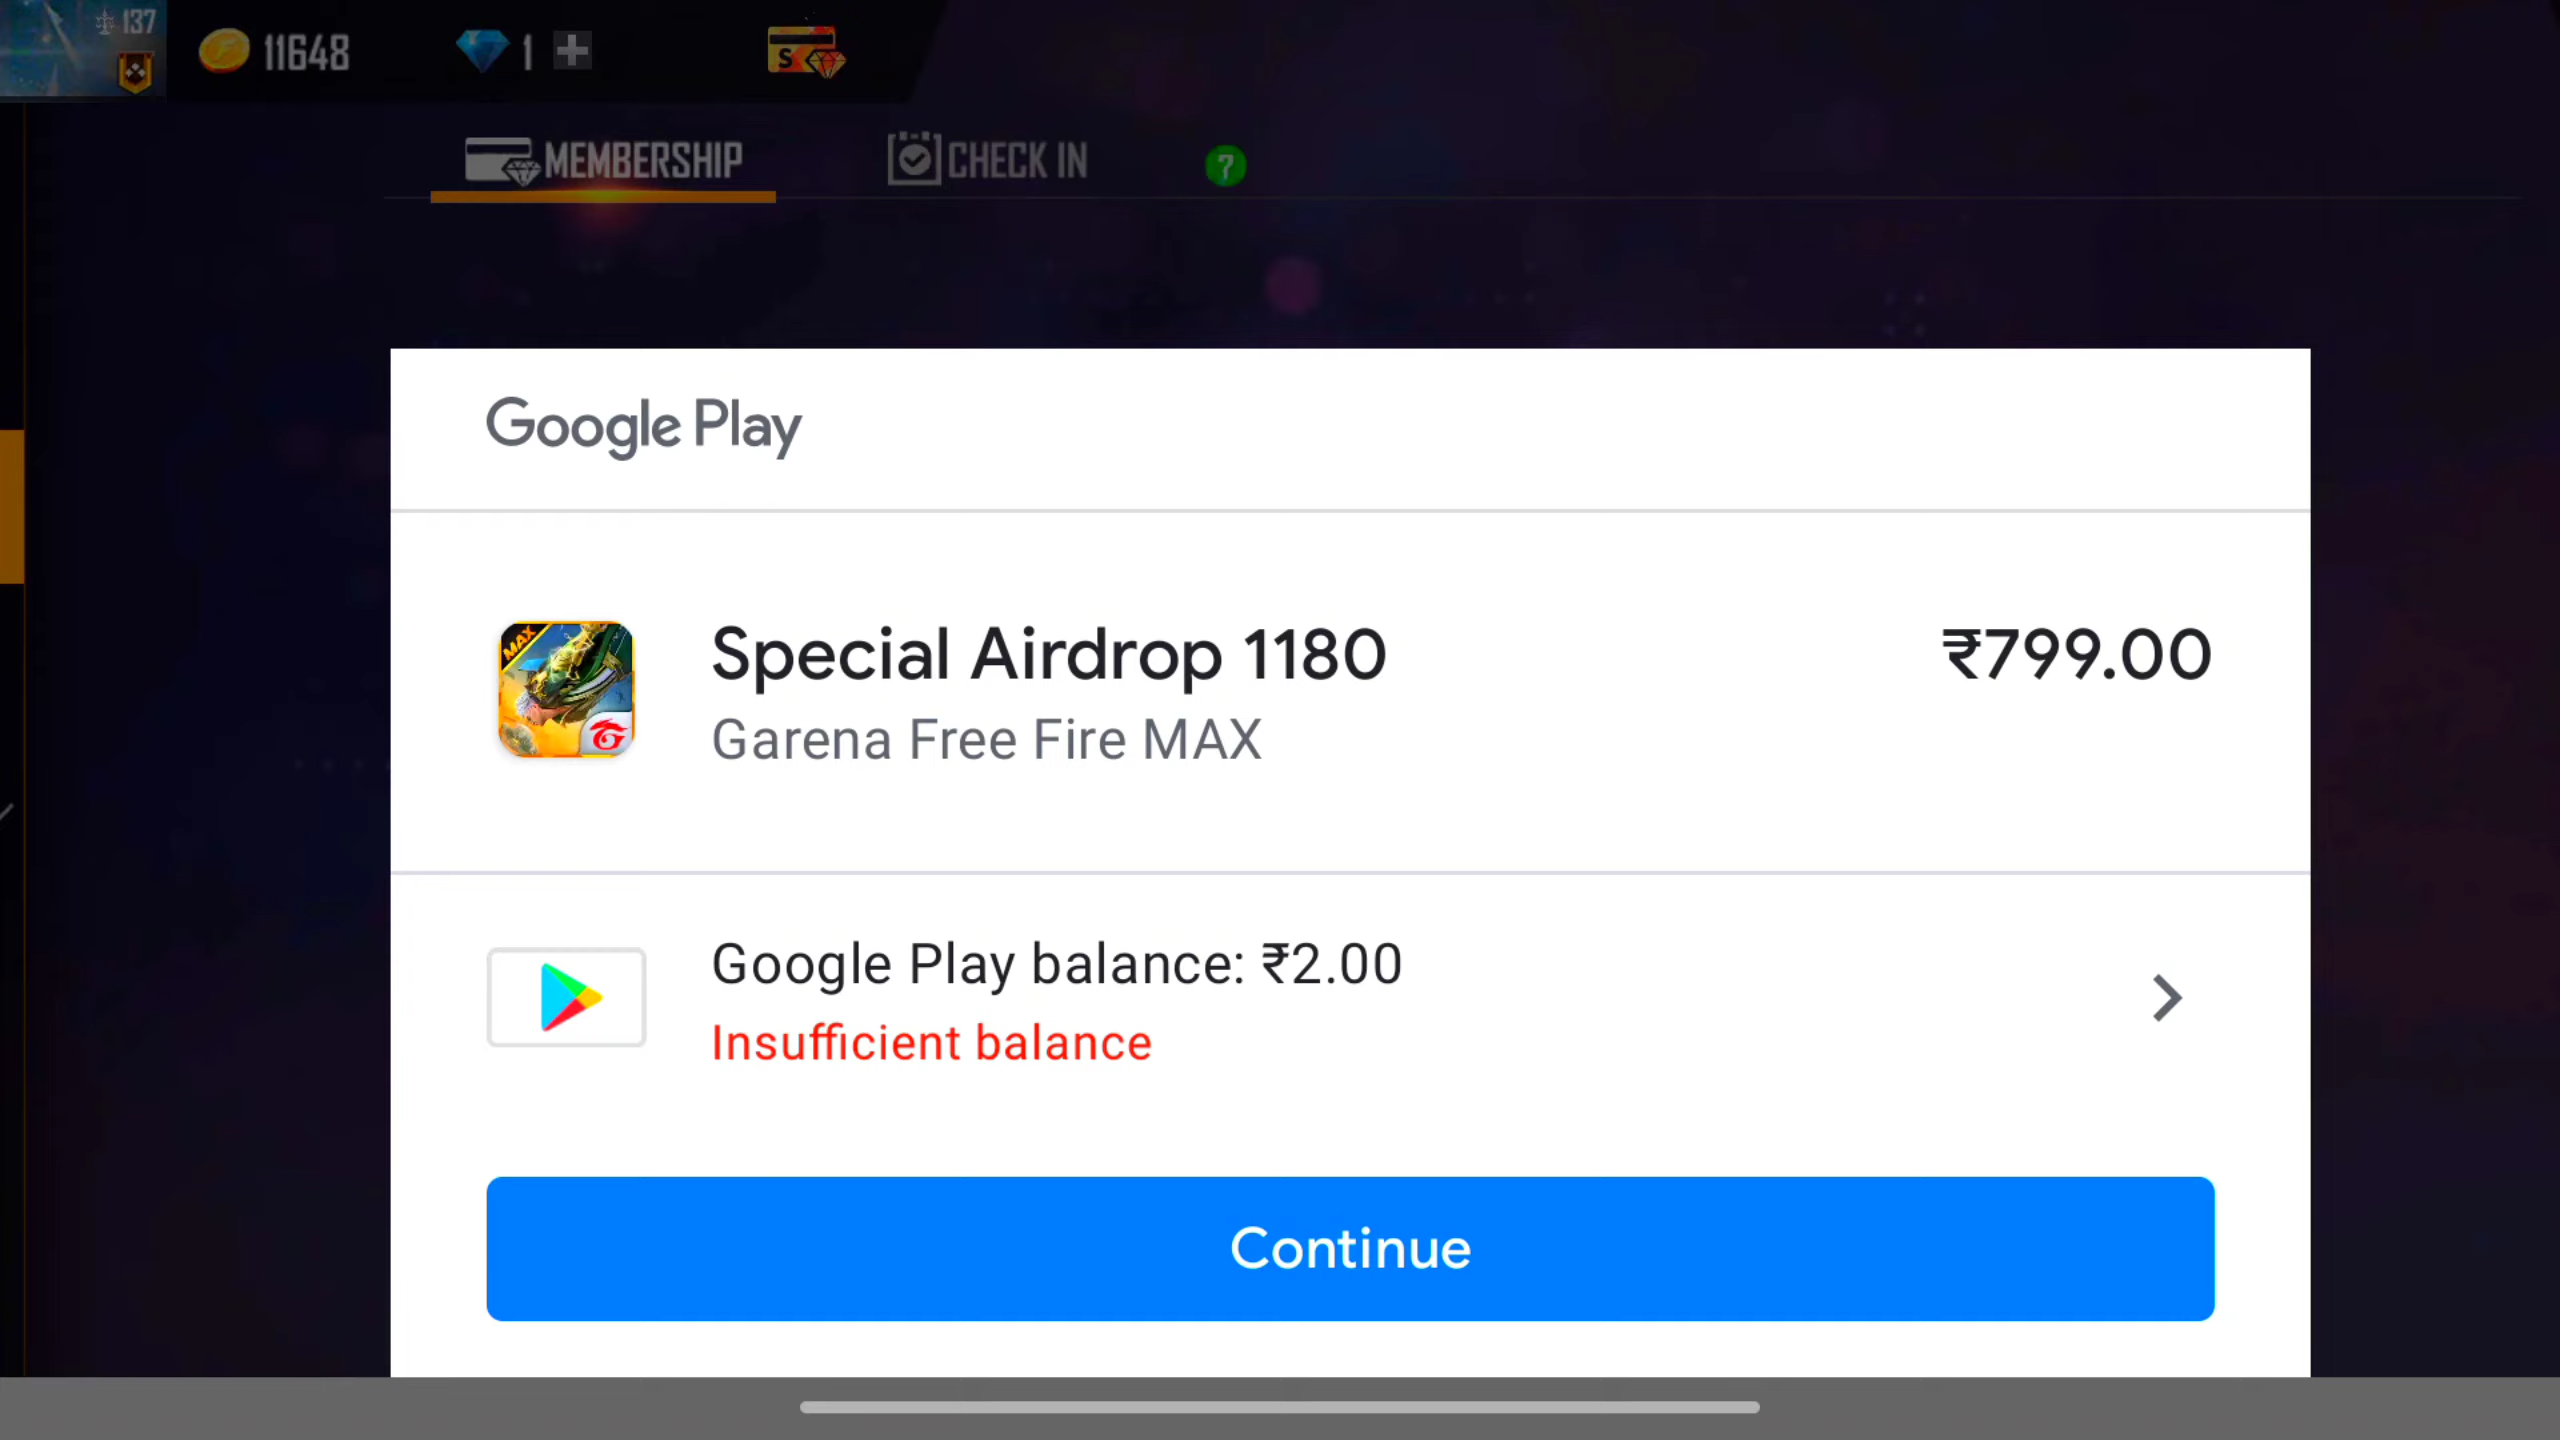 137
11648
1
S
MEMBERSHIP
CHECK IN
?
Google Play
MAX
Special Airdrop 1180
₹799.00
Garena Free Fire MAX
Google Play balance: ₹2.00
Insufficient balance
Continue